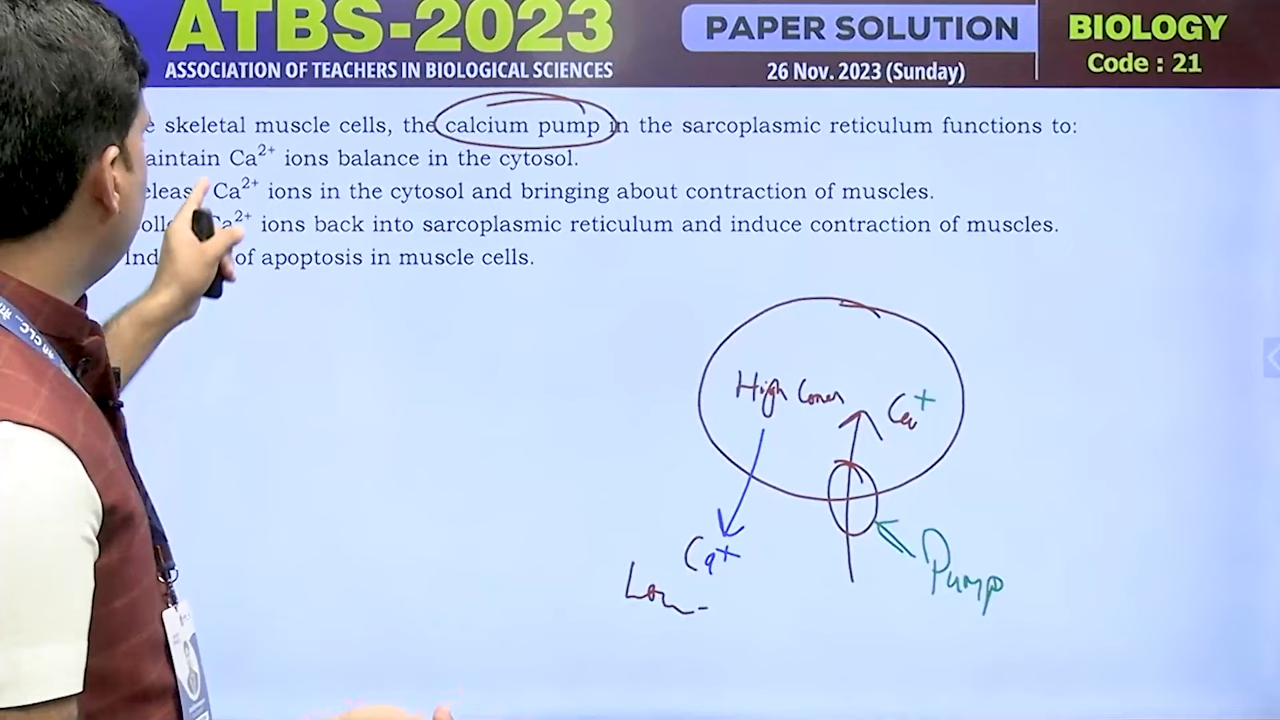 ATBS-2023
ASSOCIATION OF TEACHERS IN BIOLOGICAL SCIENCES
PAPER SOLUTION
26 Nov. 2023 (Sunday)
BIOLOGY
Code : 21
skeletal muscle cells, the calcium pump in the sarcoplasmic reticulum functions to:
Ca²⁺ ions balance in the cytosol.
Ca²⁺ ions in the cytosol and bringing about contraction of muscles.
ions back into sarcoplasmic reticulum and induce contraction of muscles.
of apoptosis in muscle cells.
High Ca+
Ca+
Low
Pump
CLC